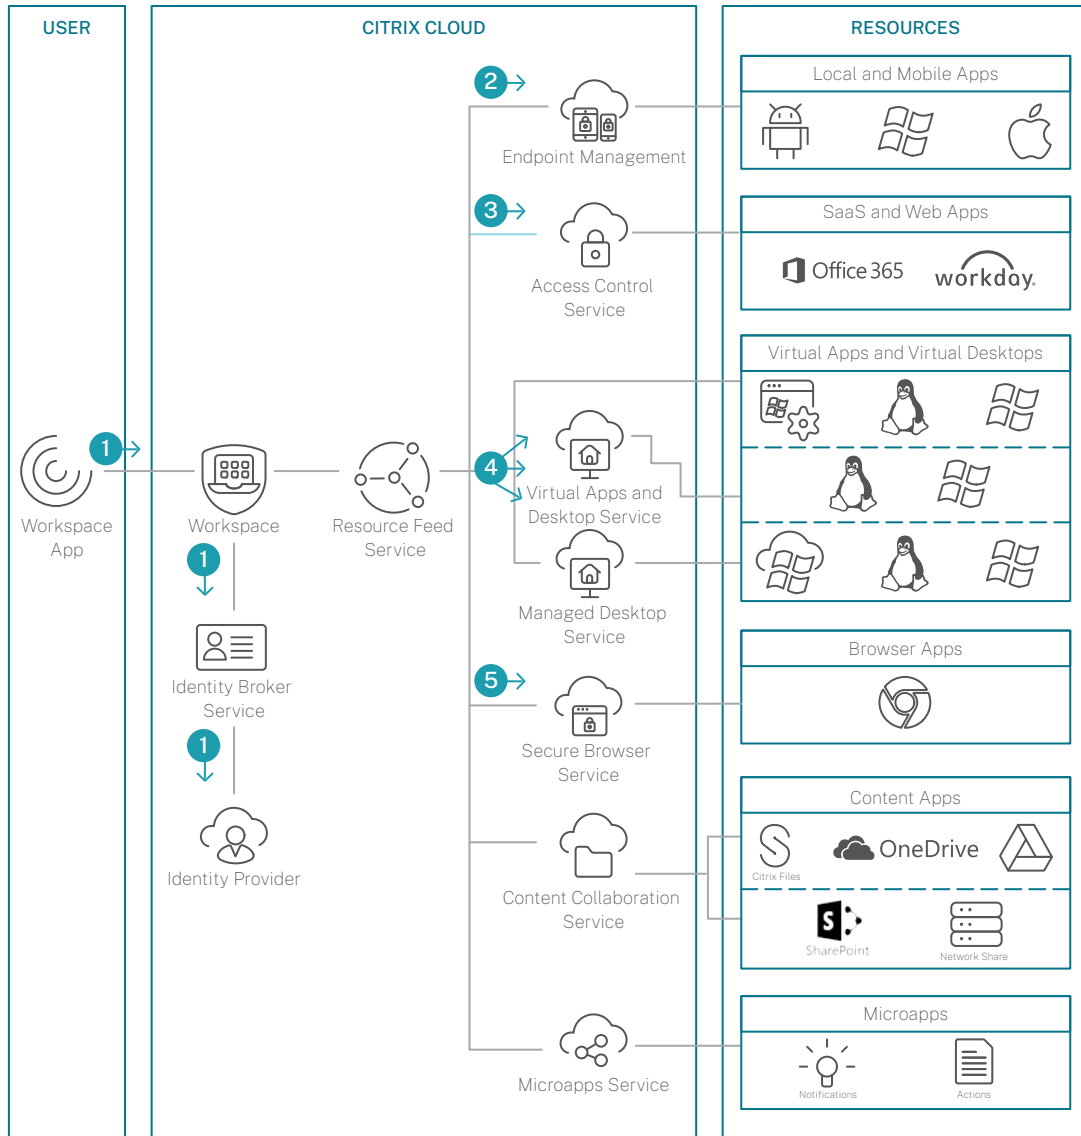 USER
CITRIX CLOUD
RESOURCES
2
Endpoint Management
Local and Mobile Apps
3
Access Control
Service
SaaS and Web Apps
Office 365
workday.
1
Workspace
App
Workspace
Resource Feed
Service
4
Virtual Apps and
Desktop Service
Managed Desktop
Service
Virtual Apps and Virtual Desktops
1
Identity Broker
Service
1
Identity Provider
5
Secure Browser
Service
Browser Apps
Content Collaboration
Service
Content Apps
Citrix Files
OneDrive
S
SharePoint
Network Share
Microapps Service
Microapps
Notifications
Actions